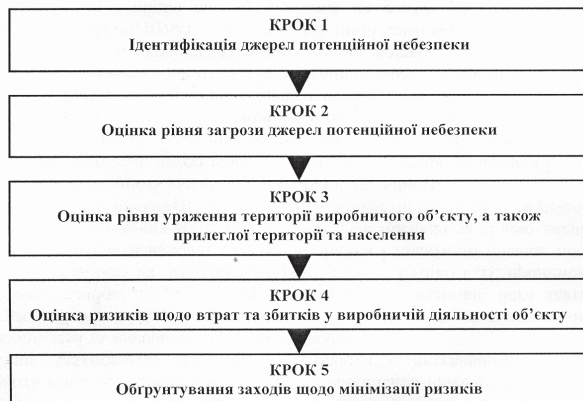 КРОК 1
Ідентифікація джерел потенційної небезпеки
КРОК 2
Оцінка рівня загрози джерел потенційної небезпеки
КРОК 3
Оцінка рівня ураження території виробничого об’єкту, а також
прилеглої території та населення
КРОК 4
Оцінка ризиків щодо втрат та збитків у виробничій діяльності об’єкту
КРОК 5
Обґрунтування заходів щодо мінімізації ризиків